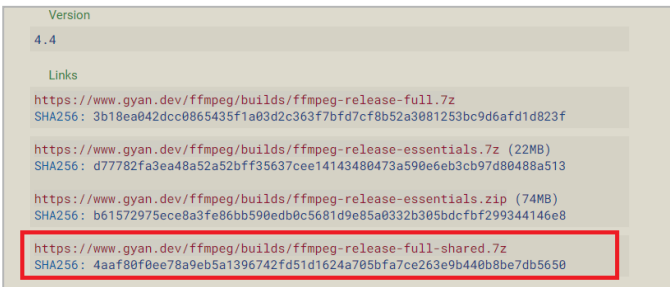 Version
4.4
Links
https://www.gyan.dev/ffmpeg/builds/ffmpeg-release-full.7z
SHA256: 3b18ea042dcc0865435f1a03d2c363f7bfd7cf8b52a3081253bc9d6afd1d823f
https://www.gyan.dev/ffmpeg/builds/ffmpeg-release-essentials.7z (22MB)
SHA256: d77782fa3ea48a52a52bff35637cee14143480473a590e6eb3cb97d80488a513
https://www.gyan.dev/ffmpeg/builds/ffmpeg-release-essentials.zip (74MB)
SHA256: b61572975ece8a3fe86bb590edb0c5681d9e85a0332b305bdcfbf299344146e8
https://www.gyan.dev/ffmpeg/builds/ffmpeg-release-full-shared.7z
SHA256: 4aaf80f0ee78a9eb5a1396742fd51d1624a705bfa7ce263e9b440b8be7db5650